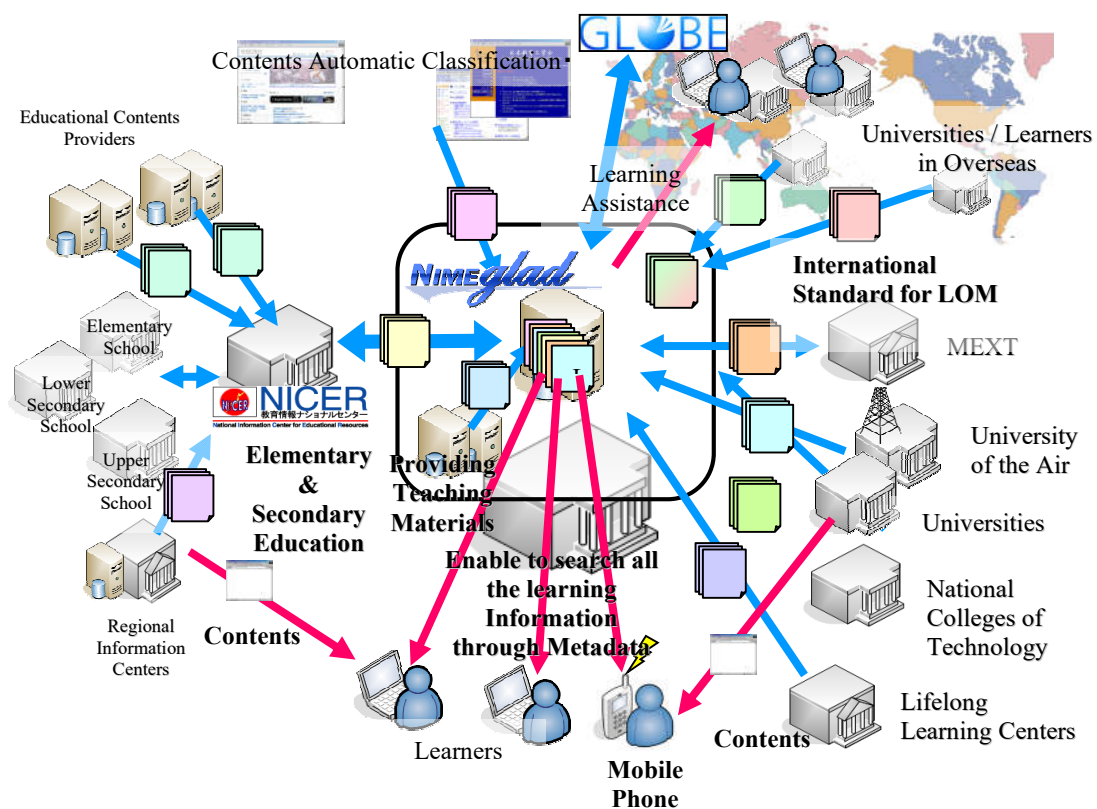 GLOBE
Contents Automatic Classification
Educational Contents
Providers
Universities / Learners
in Overseas
Learning
Assistance
NIMEglad
International
Standard for LOM
Elementary
School
MEXT
Lower
Secondary
School
NICER
NICER
教育情報ナショナルセンター
National Information Center for Educational Resources
Upper
Secondary
School
Elementary
&
Secondary
Education
Providing
Teaching
Materials
University
of the Air
Universities
Enable to search all
the learning
Information
through Metadata
National
Colleges of
Technology
Regional
Information
Centers
Contents
Lifelong
Learning Centers
Learners
Contents
Mobile
Phone